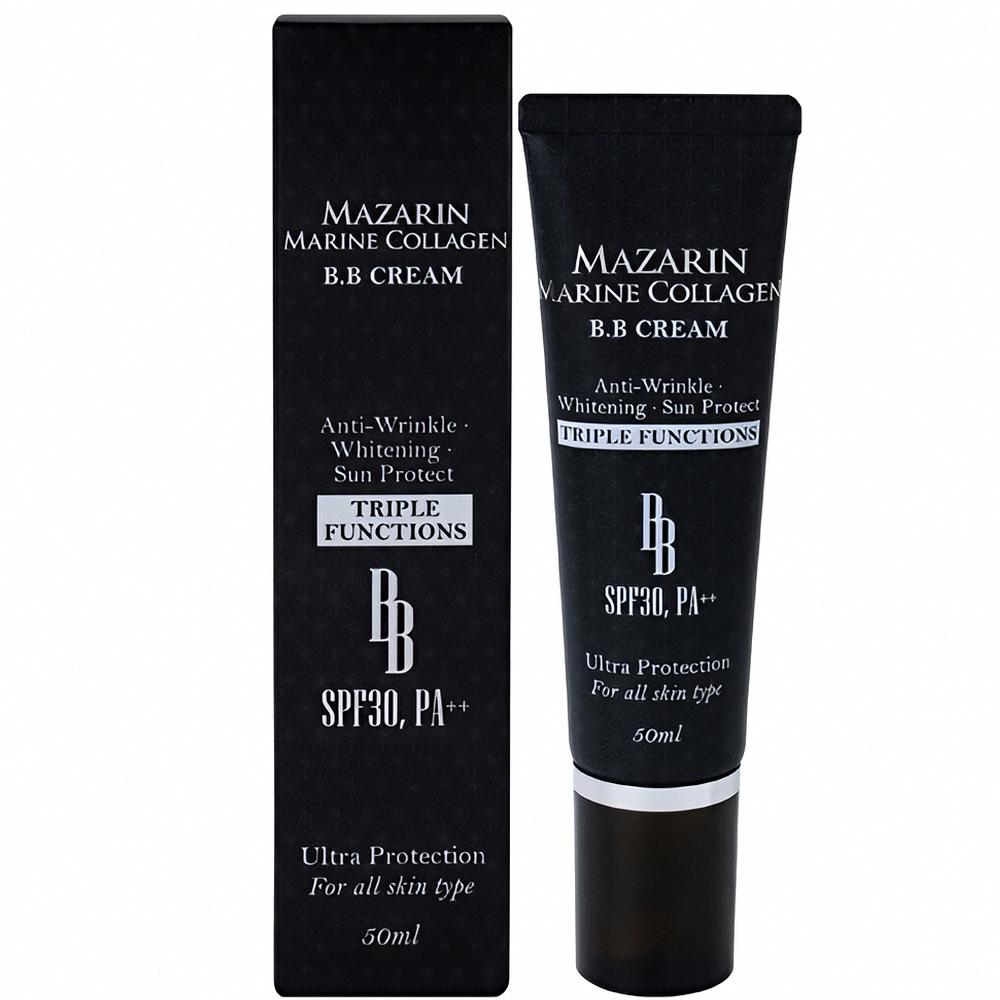 MAZARIN
MARINE COLLAGEN
B.B CREAM
Anti-Wrinkle ·
Whitening ·
Sun Protect
TRIPLE
FUNCTIONS
BB
SPF30, PA++
Ultra Protection
For all skin type
50ml
MAZARIN
MARINE COLLAGEN
B.B CREAM
Anti-Wrinkle ·
Whitening · Sun Protect
TRIPLE FUNCTIONS
BB
SPF30, PA++
Ultra Protection
For all skin type
50ml